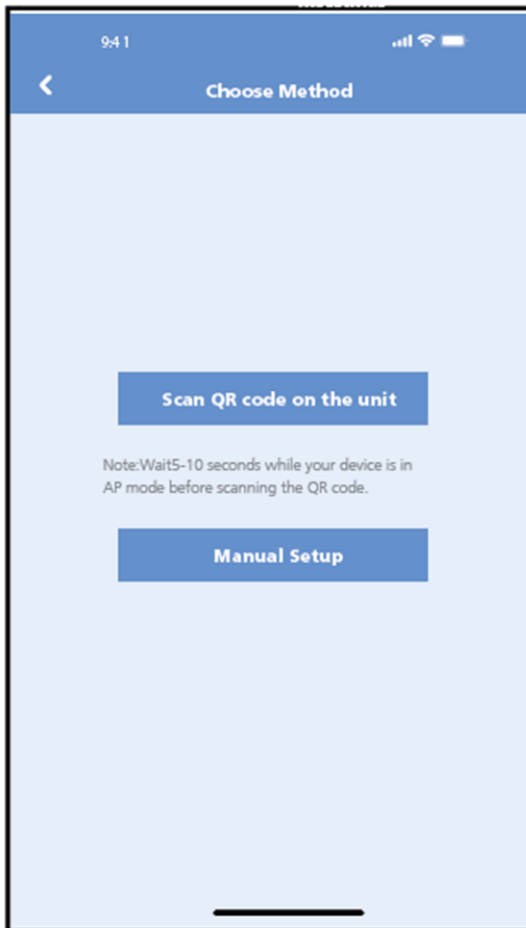 9:41
Choose Method
Scan QR code on the unit
Note:Wait5-10 seconds while your device is in
AP mode before scanning the QR code.
Manual Setup